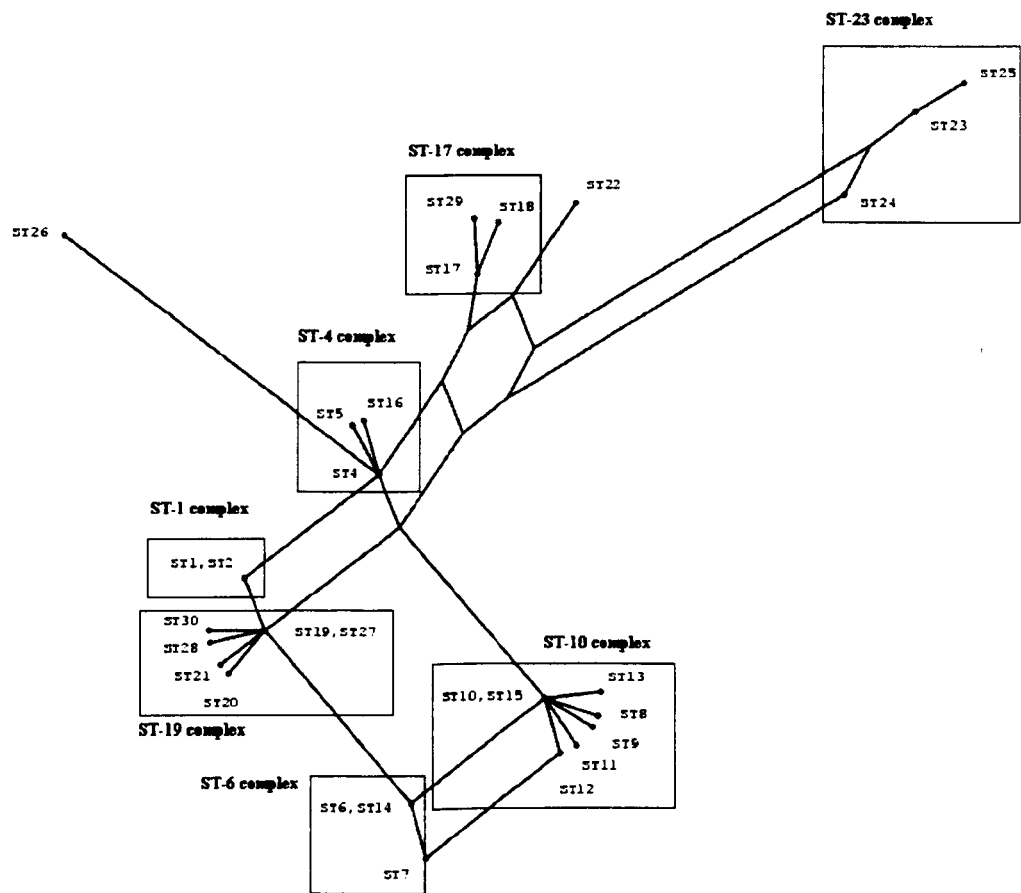 ST-23 complex
ST25
ST23
ST24
ST-17 complex
ST29
ST18
ST17
ST22
ST26
ST-4 complex
ST5
ST16
ST4
ST-1 complex
ST1, ST2
ST30
ST28
ST21
ST20
ST19, ST27
ST-19 complex
ST-10 complex
ST10, ST15
ST13
ST8
ST9
ST11
ST12
ST-6 complex
ST6, ST14
ST7